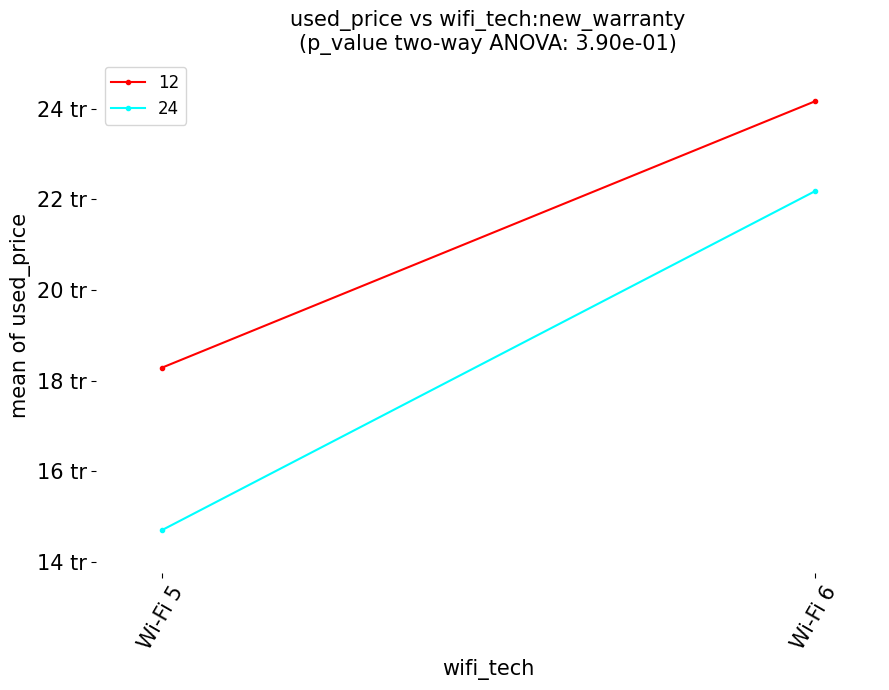 used_price vs wifi_tech:new_warranty
(p_value two-way ANOVA: 3.90e-01)
12
24
24 tr
22 tr
20 tr
18 tr
16 tr
14 tr
mean of used_price
Wi-Fi 5
Wi-Fi 6
wifi_tech